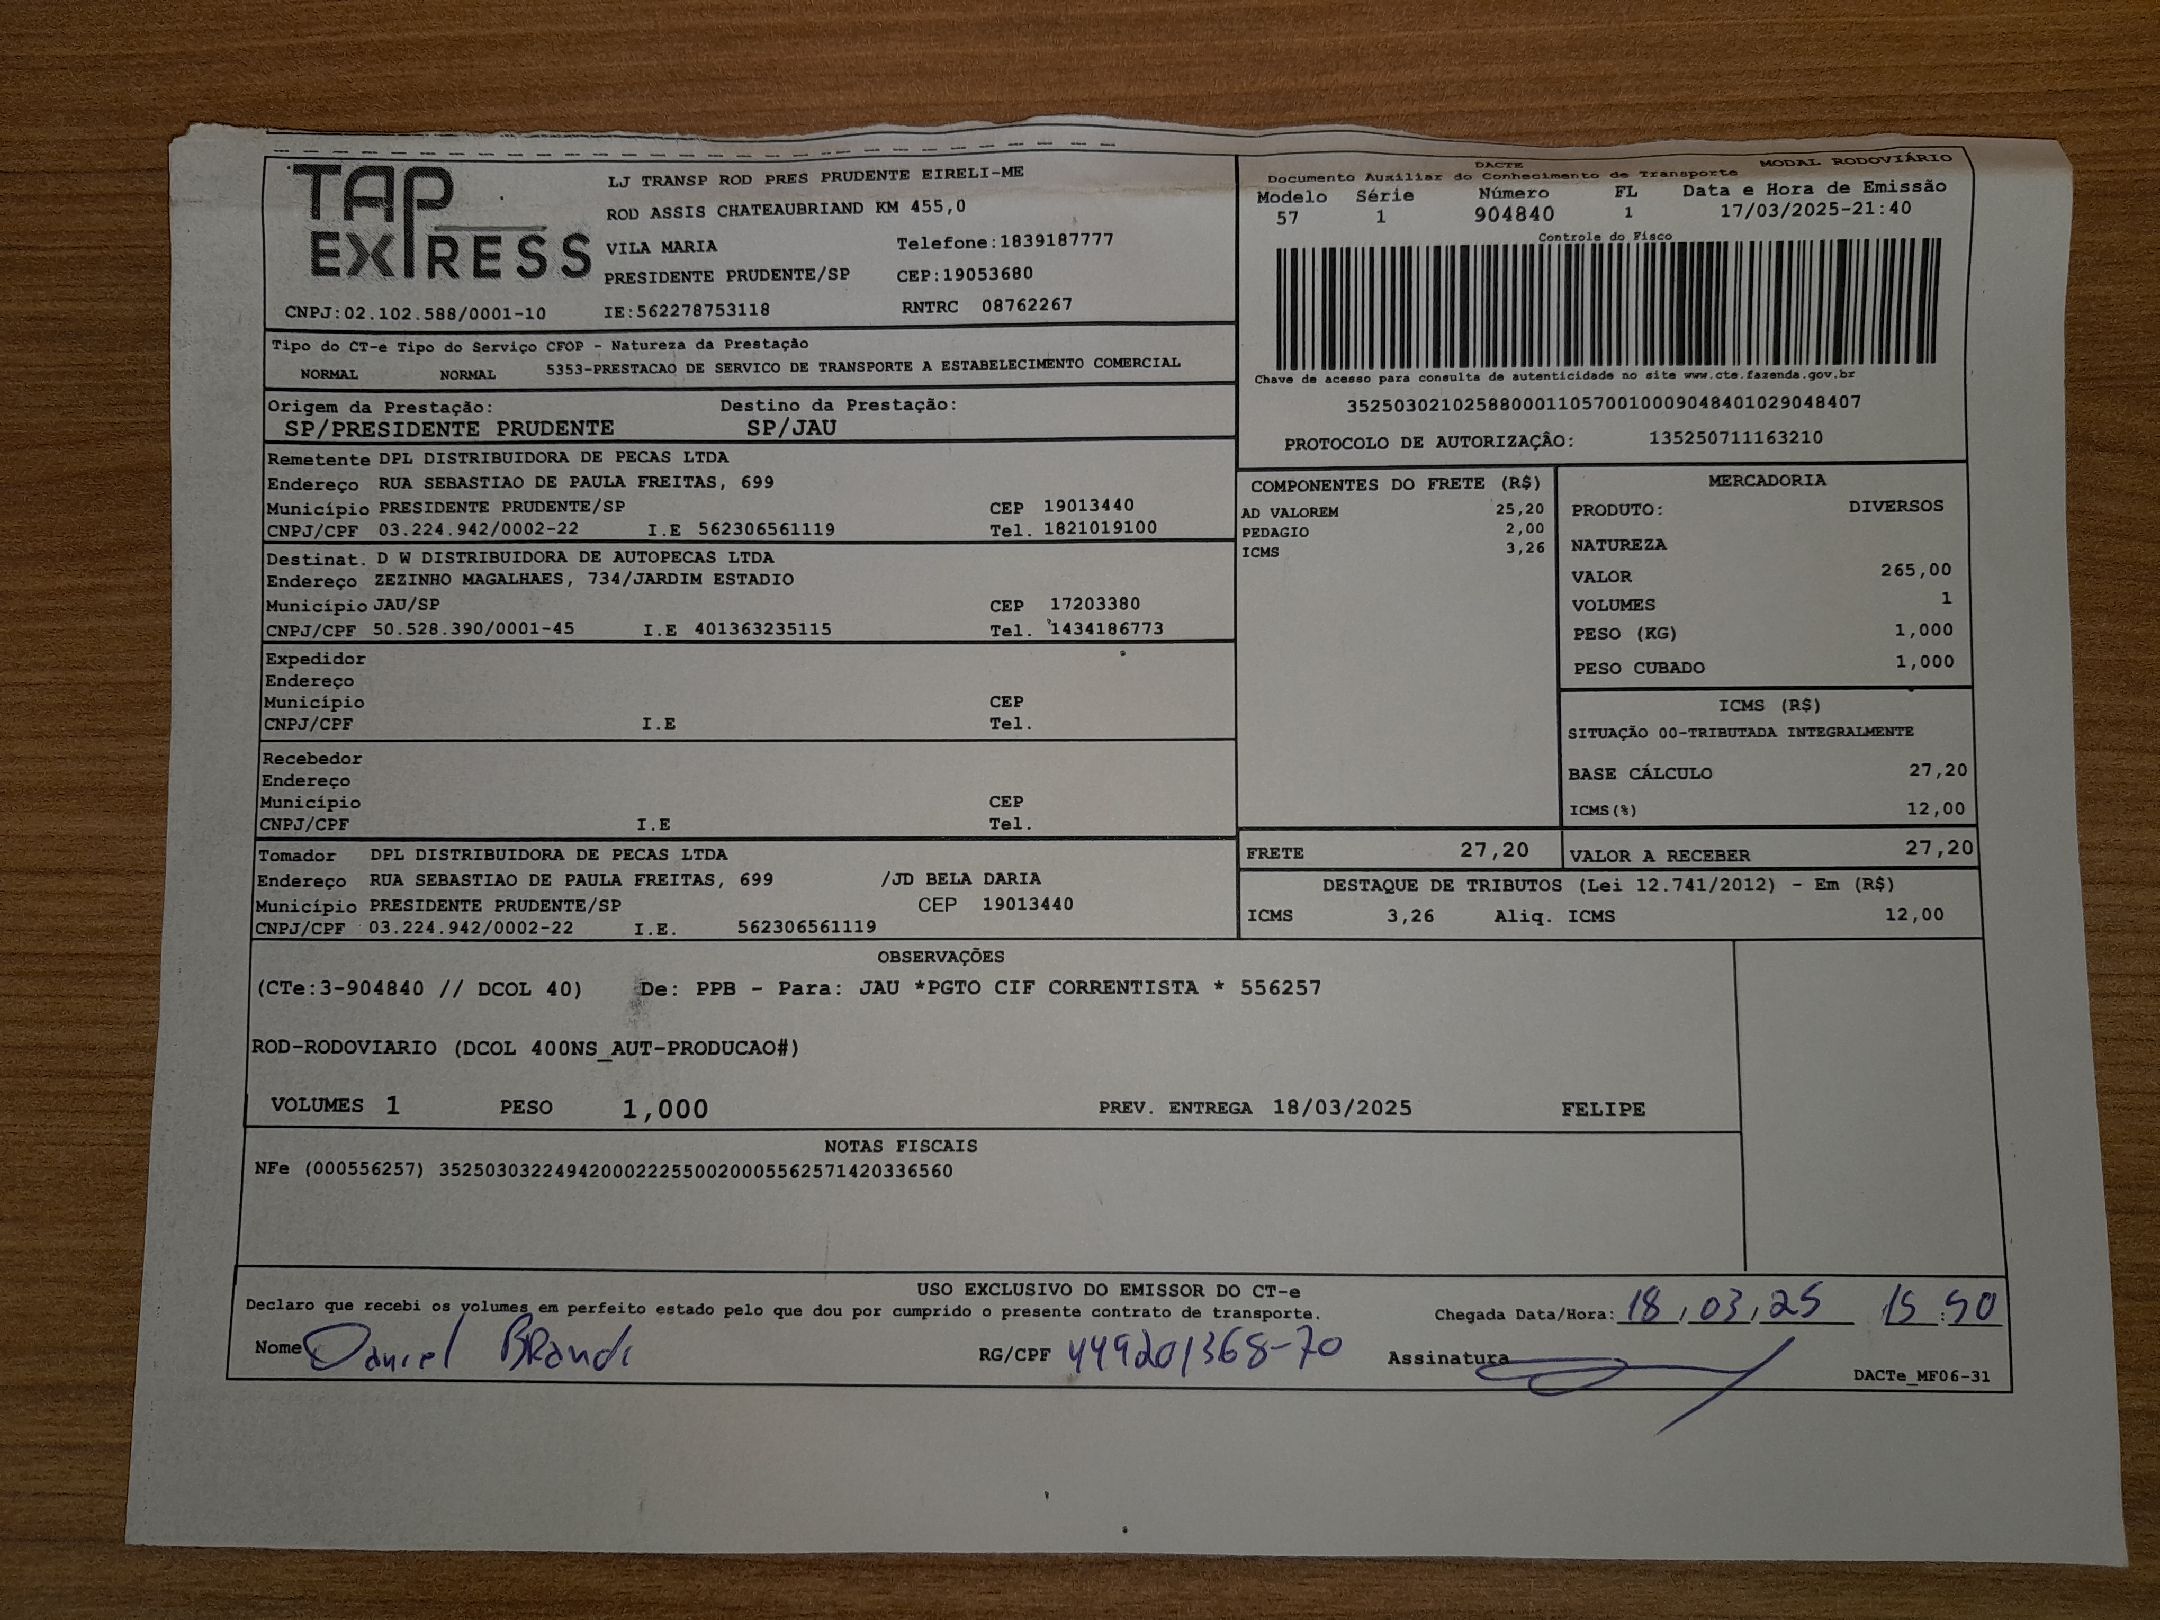 TAP
EXPRESS
LJ TRANSP ROD PRES PRUDENTE EIRELI-ME
ROD ASSIS CHATEAUBRIAND KM 455,0
VILA MARIA Telefone:1839187777
PRESIDENTE PRUDENTE/SP CEP:19053680
CNPJ:02.102.588/0001-10 IE:562278753118 RNTRC 08762267
DACTE MODAL RODOVIÁRIO
Documento Auxiliar do Conhecimento de Transporte
Modelo Série Número FL Data e Hora de Emissão
57 1 904840 1 17/03/2025-21:40
Controle do Fisco
Chave de acesso para consulta de autenticidade no site www.cte.fazenda.gov.br
35250302102588000110570010009048401029048407
PROTOCOLO DE AUTORIZAÇÃO: 135250711163210
Tipo do CT-e Tipo do Serviço CFOP - Natureza da Prestação
NORMAL NORMAL 5353-PRESTACAO DE SERVICO DE TRANSPORTE A ESTABELECIMENTO COMERCIAL
Origem da Prestação: Destino da Prestação:
SP/PRESIDENTE PRUDENTE SP/JAU
Remetente DPL DISTRIBUIDORA DE PECAS LTDA
Endereço RUA SEBASTIAO DE PAULA FREITAS, 699
Município PRESIDENTE PRUDENTE/SP CEP 19013440
CNPJ/CPF 03.224.942/0002-22 I.E 562306561119 Tel. 1821019100
Destinat. D W DISTRIBUIDORA DE AUTOPECAS LTDA
Endereço ZEZINHO MAGALHAES, 734/JARDIM ESTADIO
Município JAU/SP CEP 17203380
CNPJ/CPF 50.528.390/0001-45 I.E 401363235115 Tel. 1434186773
Expedidor
Endereço
Município CEP
CNPJ/CPF I.E Tel.
Recebedor
Endereço
Município CEP
CNPJ/CPF I.E Tel.
Tomador DPL DISTRIBUIDORA DE PECAS LTDA
Endereço RUA SEBASTIAO DE PAULA FREITAS, 699 /JD BELA DARIA
Município PRESIDENTE PRUDENTE/SP CEP 19013440
CNPJ/CPF 03.224.942/0002-22 I.E. 562306561119
COMPONENTES DO FRETE (R$)
AD VALOREM 25,20
PEDAGIO 2,00
ICMS 3,26
MERCADORIA
PRODUTO: DIVERSOS
NATUREZA
VALOR 265,00
VOLUMES 1
PESO (KG) 1,000
PESO CUBADO 1,000
ICMS (R$)
SITUAÇÃO 00-TRIBUTADA INTEGRALMENTE
BASE CÁLCULO 27,20
ICMS(%) 12,00
FRETE 27,20 VALOR A RECEBER 27,20
DESTAQUE DE TRIBUTOS (Lei 12.741/2012) - Em (R$)
ICMS 3,26 Aliq. ICMS 12,00
OBSERVAÇÕES
(CTe:3-904840 // DCOL 40) De: PPB - Para: JAU *PGTO CIF CORRENTISTA * 556257
ROD-RODOVIARIO (DCOL 400NS_AUT-PRODUCAO#)
VOLUMES 1 PESO 1,000 PREV. ENTREGA 18/03/2025 FELIPE
NOTAS FISCAIS
NFe (000556257) 35250303224942000222550020005562571420336560
USO EXCLUSIVO DO EMISSOR DO CT-e
Declaro que recebi os volumes em perfeito estado pelo que dou por cumprido o presente contrato de transporte. Chegada Data/Hora: 18,03,25 15:50
Nome Daniel RG/CPF 449201368-70 Assinatura
DACTe_MF06-31